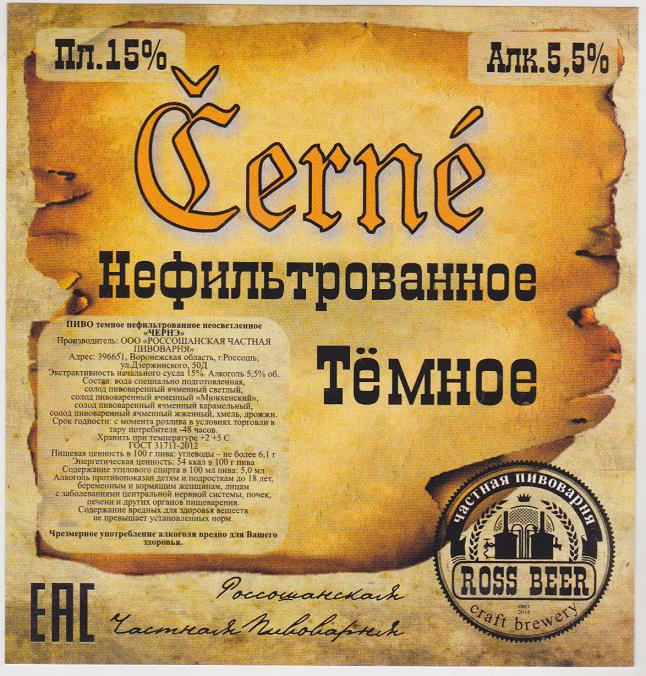 Пл.15%
Алк.5,5%
Černé
Нефильтрованное
Тёмное
ПИВО темное нефильтрованное неосветленное
«ЧЕРНЭ»
Производитель: ООО «РОССОШАНСКАЯ ЧАСТНАЯ
ПИВОВАРНЯ»
Адрес: 396651, Воронежская область, г.Россошь,
ул.Дзержинского, 50Д
Экстрактивность начального сусла 15%. Алкоголь 5,5% об.
Состав: вода специально подготовленная,
солод пивоваренный ячменный светлый,
солод пивоваренный ячменный «Мюнхенский»,
солод пивоваренный ячменный карамельный,
солод пивоваренный ячменный жженный, хмель, дрожжи.
Срок годности: с момента розлива в условиях торговли в
тару потребителя -48 часов.
Хранить при температуре +2 +5 С
ГОСТ 31711-2012
Пищевая ценность в 100 г пива: углеводы – не более 6,1 г
Энергетическая ценность: 54 ккал в 100 г пива
Содержание этилового спирта в 100 мл пива: 5,0 мл
Алкоголь противопоказан детям и подросткам до 18 лет,
беременным и кормящим женщинам, лицам
с заболеваниями центральной нервной системы, почек,
печени и других органов пищеварения.
Содержание вредных для здоровья веществ
не превышает установленных норм.
Чрезмерное употребление алкоголя вредно для Вашего
здоровья.
частная пивоварня
ROSS BEER
2014
craft brewery
EAC
Россошанская
Частная Пивоварня